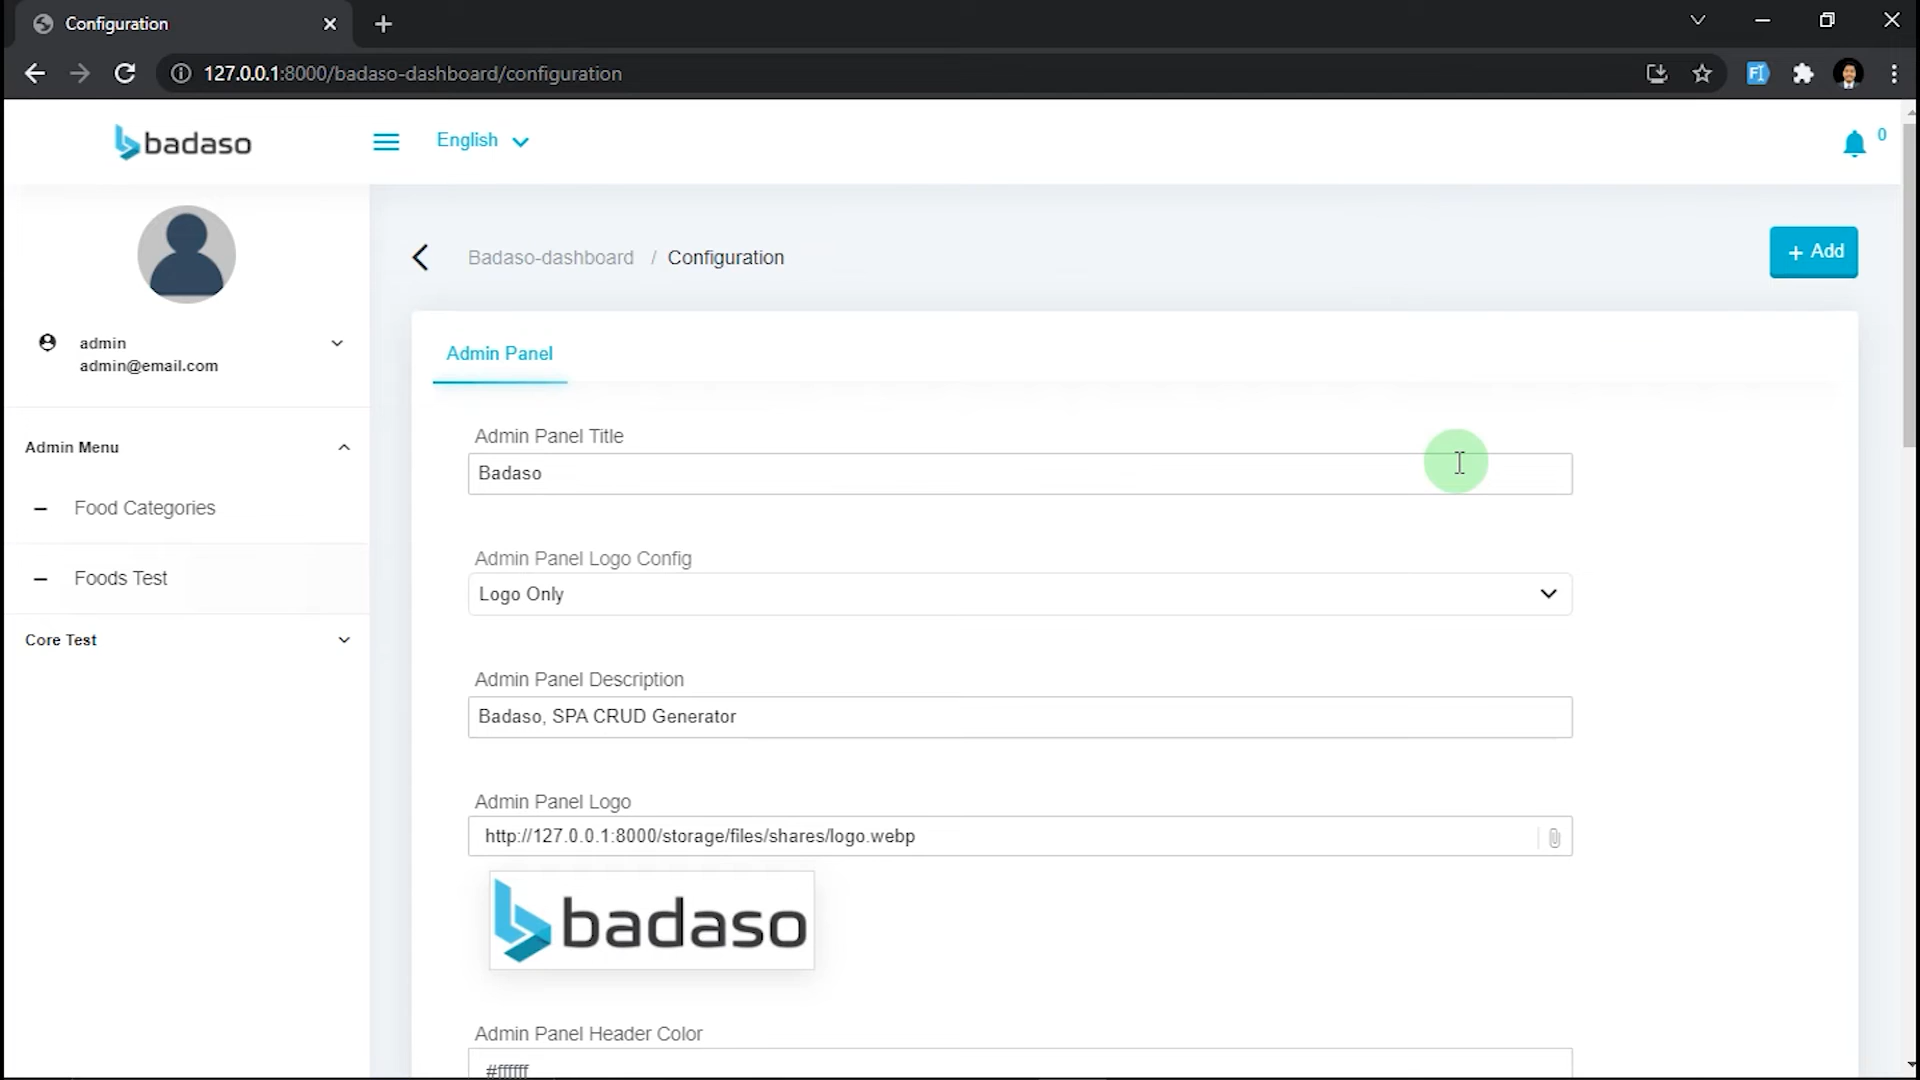 Configuration
127.0.0.1:8000/badaso-dashboard/configuration
badaso
English
0
admin
admin@email.com
Admin Menu
Food Categories
Foods Test
Core Test
Badaso-dashboard / Configuration
+ Add
Admin Panel
Admin Panel Title
Badaso
Admin Panel Logo Config
Logo Only
Admin Panel Description
Badaso, SPA CRUD Generator
Admin Panel Logo
http://127.0.0.1:8000/storage/files/shares/logo.webp
badaso
Admin Panel Header Color
#ffffff